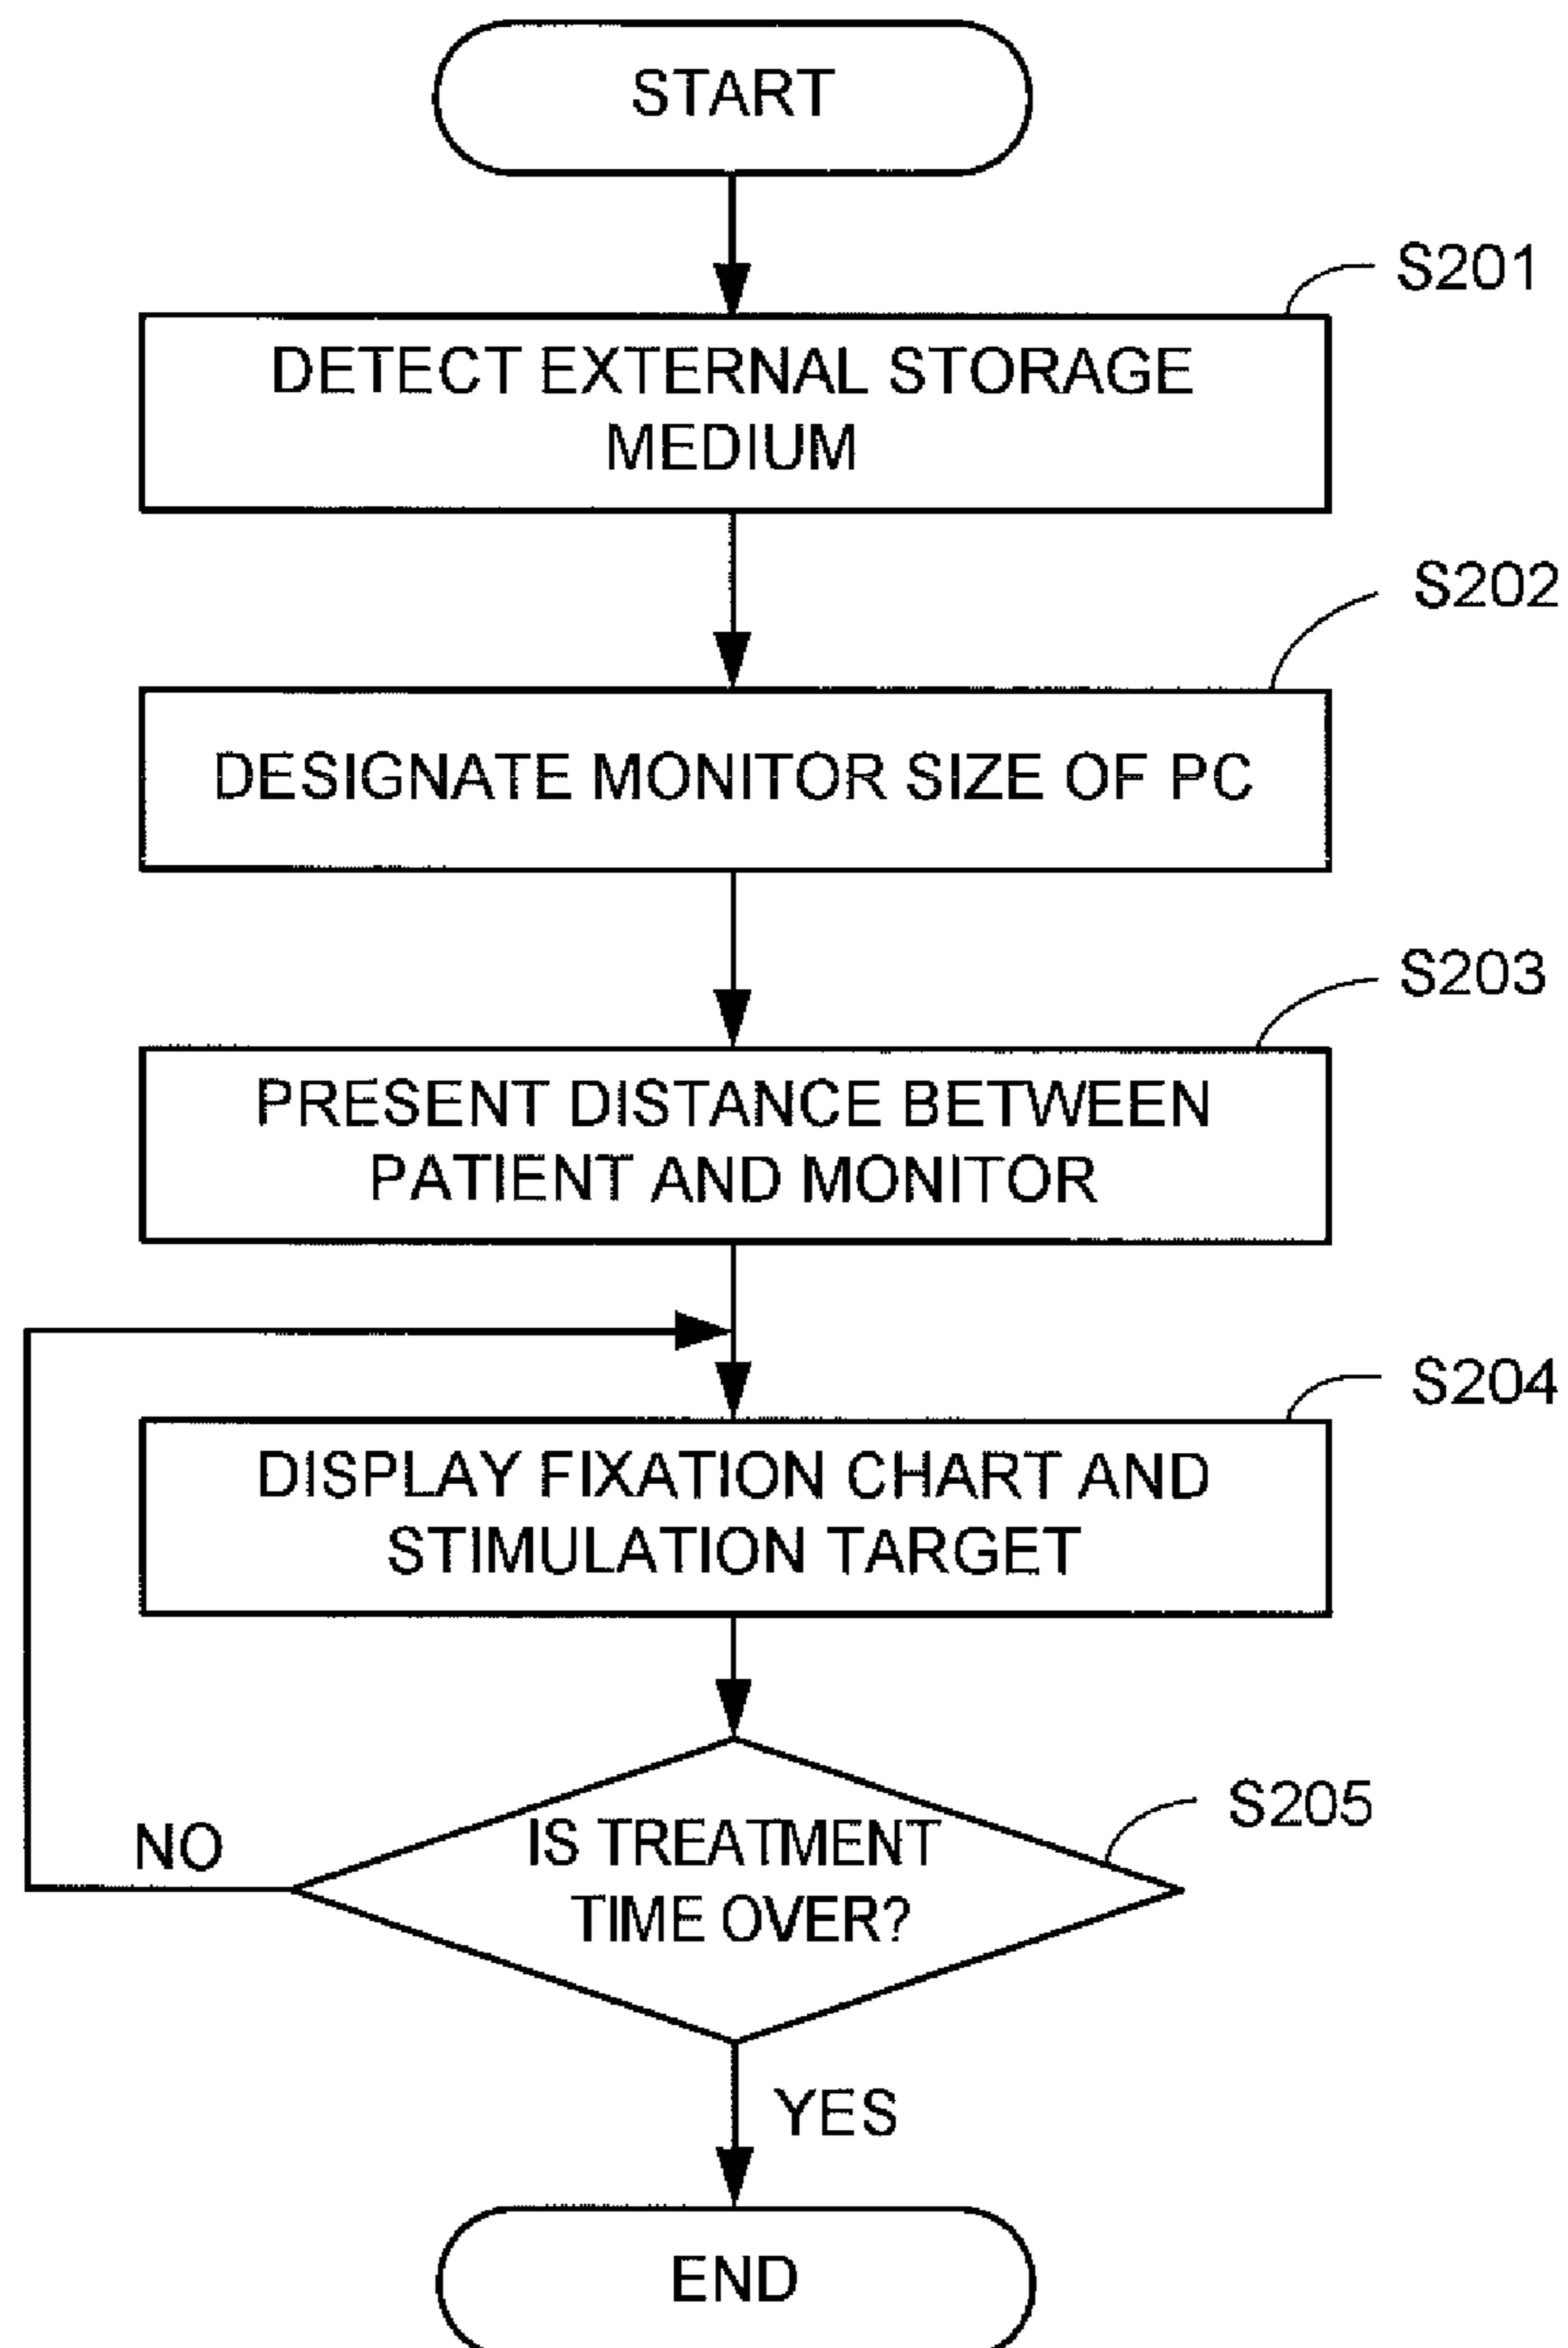 START
S201
DETECT EXTERNAL STORAGE
MEDIUM
S202
DESIGNATE MONITOR SIZE OF PC
S203
PRESENT DISTANCE BETWEEN
PATIENT AND MONITOR
S204
DISPLAY FIXATION CHART AND
STIMULATION TARGET
S205
IS TREATMENT
TIME OVER?
NO
YES
END